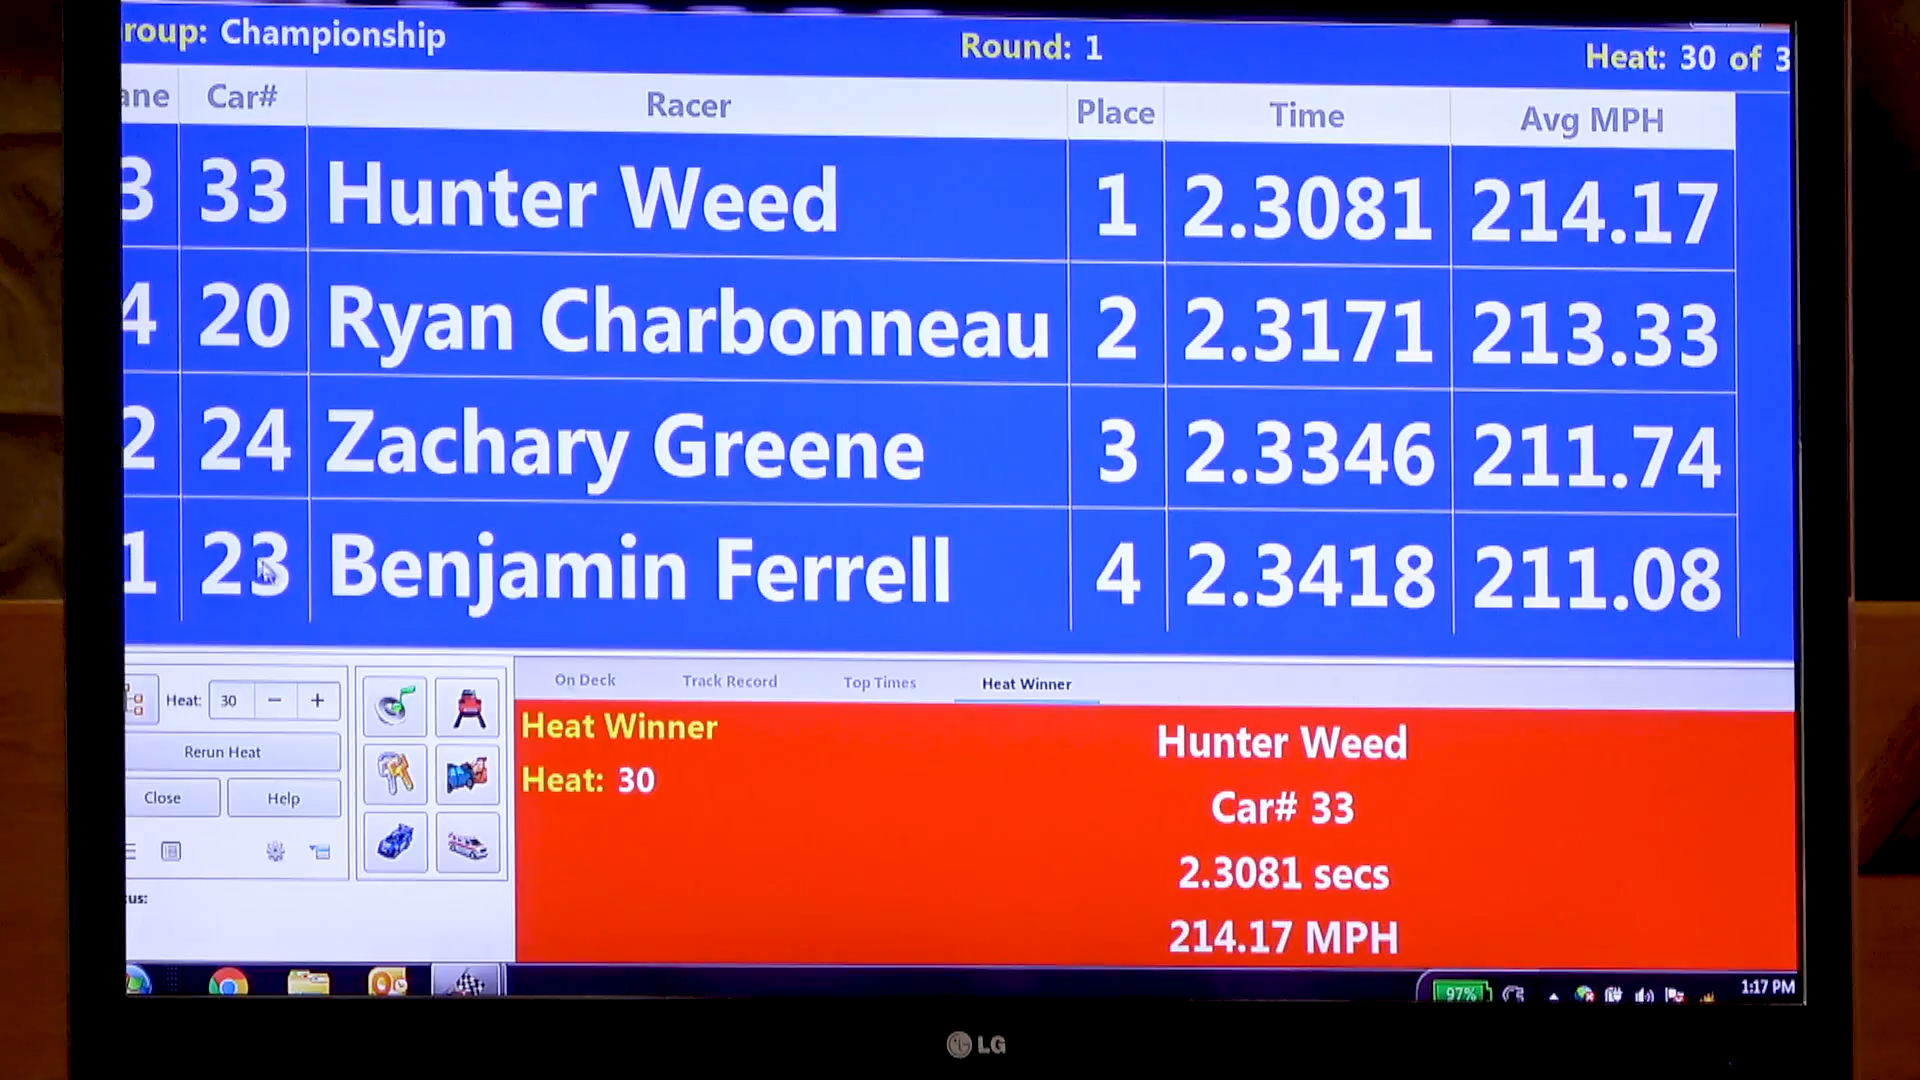 roup: Championship Round: 1 Heat: 30 of 3
ane Car# Racer Place Time Avg MPH
3 33 Hunter Weed 1 2.3081 214.17
4 20 Ryan Charbonneau 2 2.3171 213.33
2 24 Zachary Greene 3 2.3346 211.74
1 23 Benjamin Ferrell 4 2.3418 211.08
On Deck Track Record Top Times Heat Winner
Heat: 30 - +
Rerun Heat
Close Help
us:
Heat Winner
Heat: 30
Hunter Weed
Car# 33
2.3081 secs
214.17 MPH
97% 1:17 PM
LG